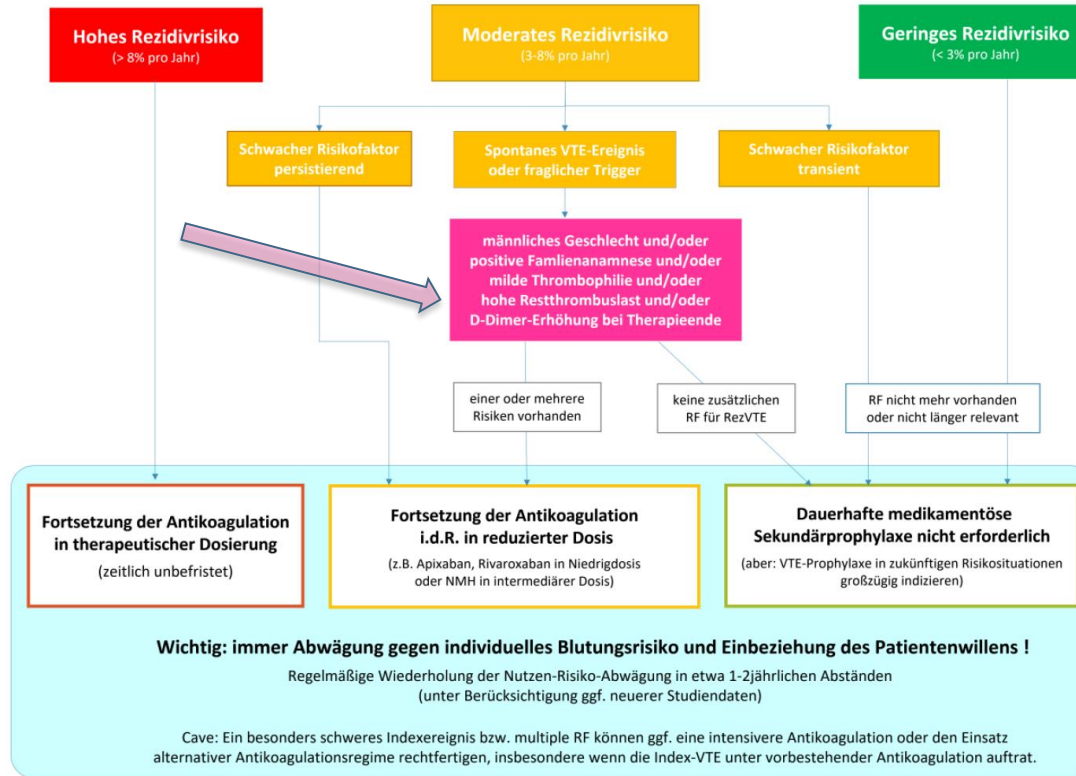 Hohes Rezidivrisiko
(> 8% pro Jahr)
Moderates Rezidivrisiko
(3-8% pro Jahr)
Geringes Rezidivrisiko
(< 3% pro Jahr)
Schwacher Risikofaktor
persistierend
Spontanes VTE-Ereignis
oder fraglicher Trigger
Schwacher Risikofaktor
transient
männliches Geschlecht und/oder
positive Famlienanamnese und/oder
milde Thrombophilie und/oder
hohe Restthrombuslast und/oder
D-Dimer-Erhöhung bei Therapieende
einer oder mehrere
Risiken vorhanden
keine zusätzlichen
RF für RezVTE
RF nicht mehr vorhanden
oder nicht länger relevant
Fortsetzung der Antikoagulation
in therapeutischer Dosierung
(zeitlich unbefristet)
Fortsetzung der Antikoagulation
i.d.R. in reduzierter Dosis
(z.B. Apixaban, Rivaroxaban in Niedrigdosis
oder NMH in intermediärer Dosis)
Dauerhafte medikamentöse
Sekundärprophylaxe nicht erforderlich
(aber: VTE-Prophylaxe in zukünftigen Risikosituationen
großzügig indizieren)
Wichtig: immer Abwägung gegen individuelles Blutungsrisiko und Einbeziehung des Patientenwillens !
Regelmäßige Wiederholung der Nutzen-Risiko-Abwägung in etwa 1-2jährlichen Abständen
(unter Berücksichtigung ggf. neuerer Studiendaten)
Cave: Ein besonders schweres Indexereignis bzw. multiple RF können ggf. eine intensivere Antikoagulation oder den Einsatz
alternativer Antikoagulationsregime rechtfertigen, insbesondere wenn die Index-VTE unter vorbestehender Antikoagulation auftrat.